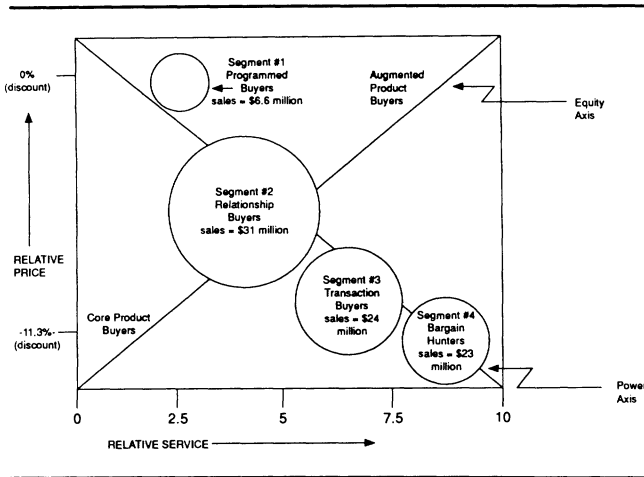 0%
(discount)
Segment #1
Programmed
Buyers
sales = $6.6 million
Augmented
Product
Buyers
Equity
Axis
Segment #2
Relationship
Buyers
sales = $31 million
RELATIVE
PRICE
Segment #3
Transaction
Buyers
sales = $24
million
Segment #4
Bargain
Hunters
sales = $23
million
Core Product
Buyers
-11.3%-
(discount)
Power
Axis
0
2.5
5
7.5
10
RELATIVE SERVICE